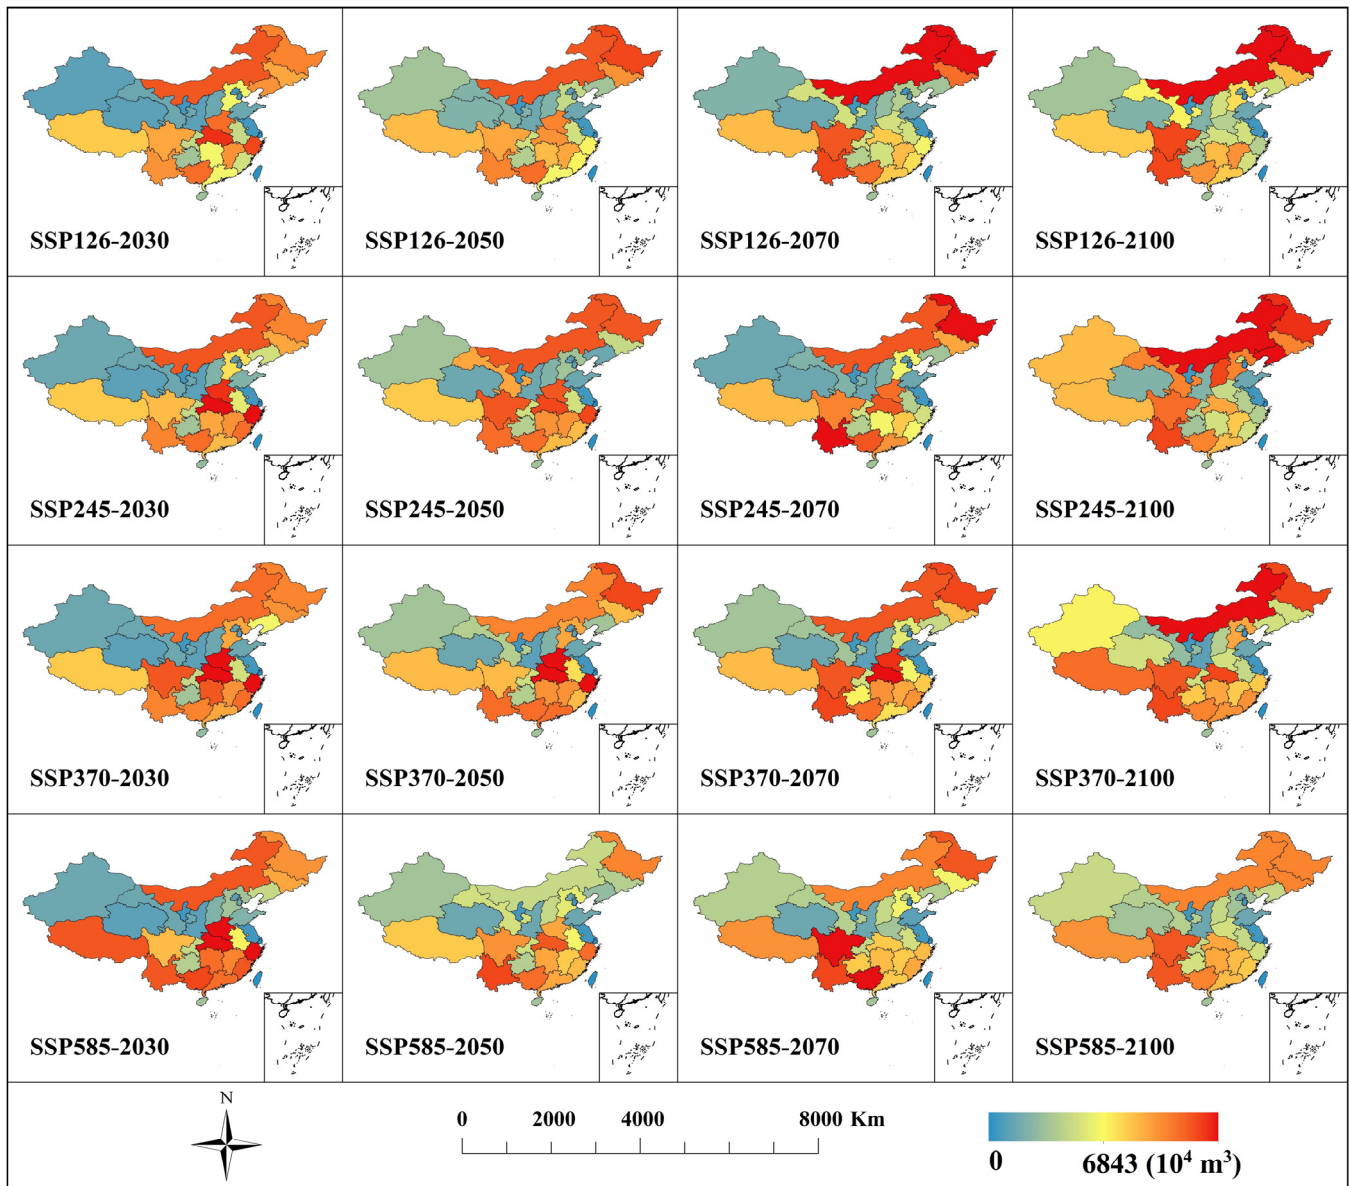 SSP126-2030
SSP126-2050
SSP126-2070
SSP126-2100
SSP245-2030
SSP245-2050
SSP245-2070
SSP245-2100
SSP370-2030
SSP370-2050
SSP370-2070
SSP370-2100
SSP585-2030
SSP585-2050
SSP585-2070
SSP585-2100
N
0 2000 4000 8000 Km
0 6843 (10⁴ m³)